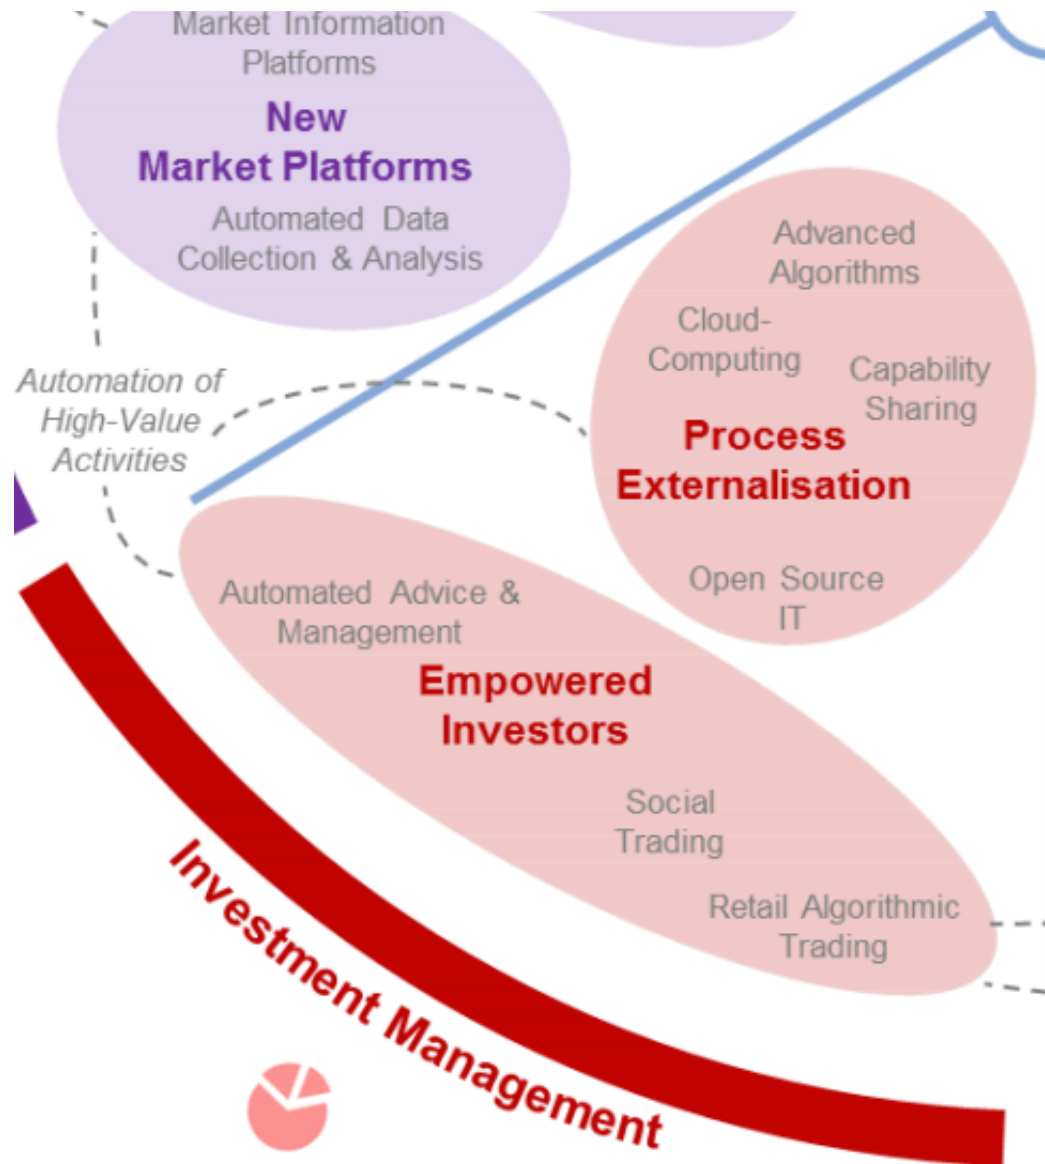 Market Information
Platforms
New
Market Platforms
Automated Data
Collection & Analysis
Advanced
Algorithms
Cloud-
Computing
Capability
Sharing
Process
Externalisation
Open Source
IT
Automation of
High-Value
Activities
Automated Advice &
Management
Empowered
Investors
Social
Trading
Retail Algorithmic
Trading
Investment Management